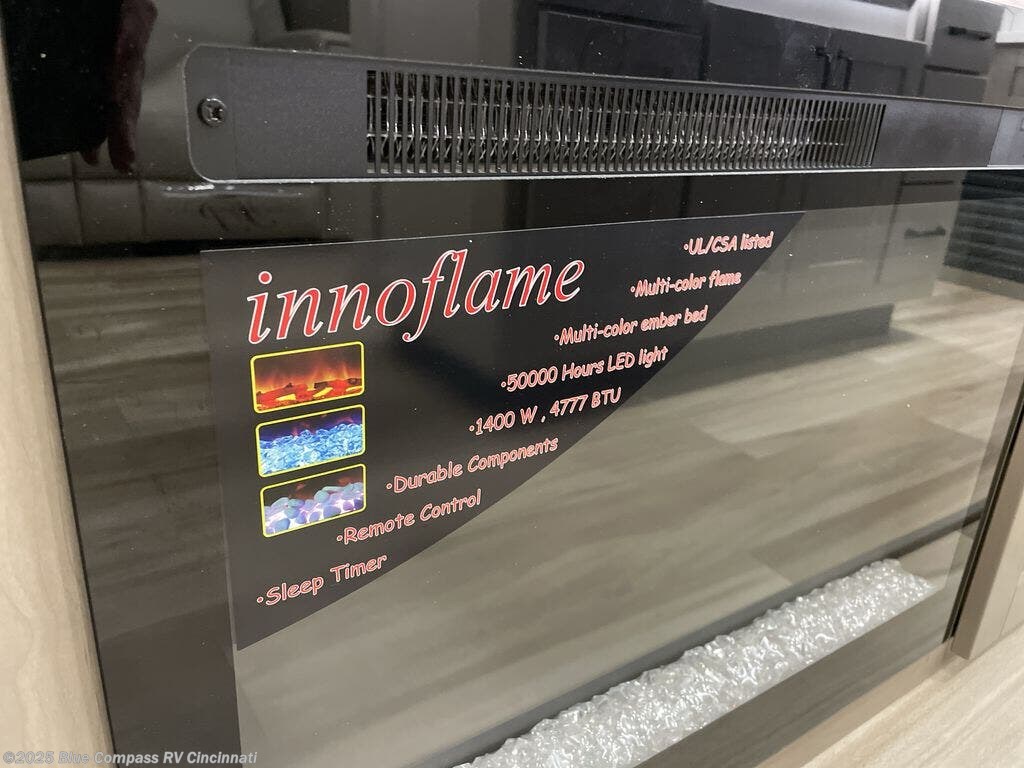 innoflame
·UL/CSA listed
·Multi-color flame
·Multi-color ember bed
·50000 Hours LED light
·1400 W , 4777 BTU
·Durable Components
·Remote Control
·Sleep Timer
©2025 Blue Compass RV Cincinnati